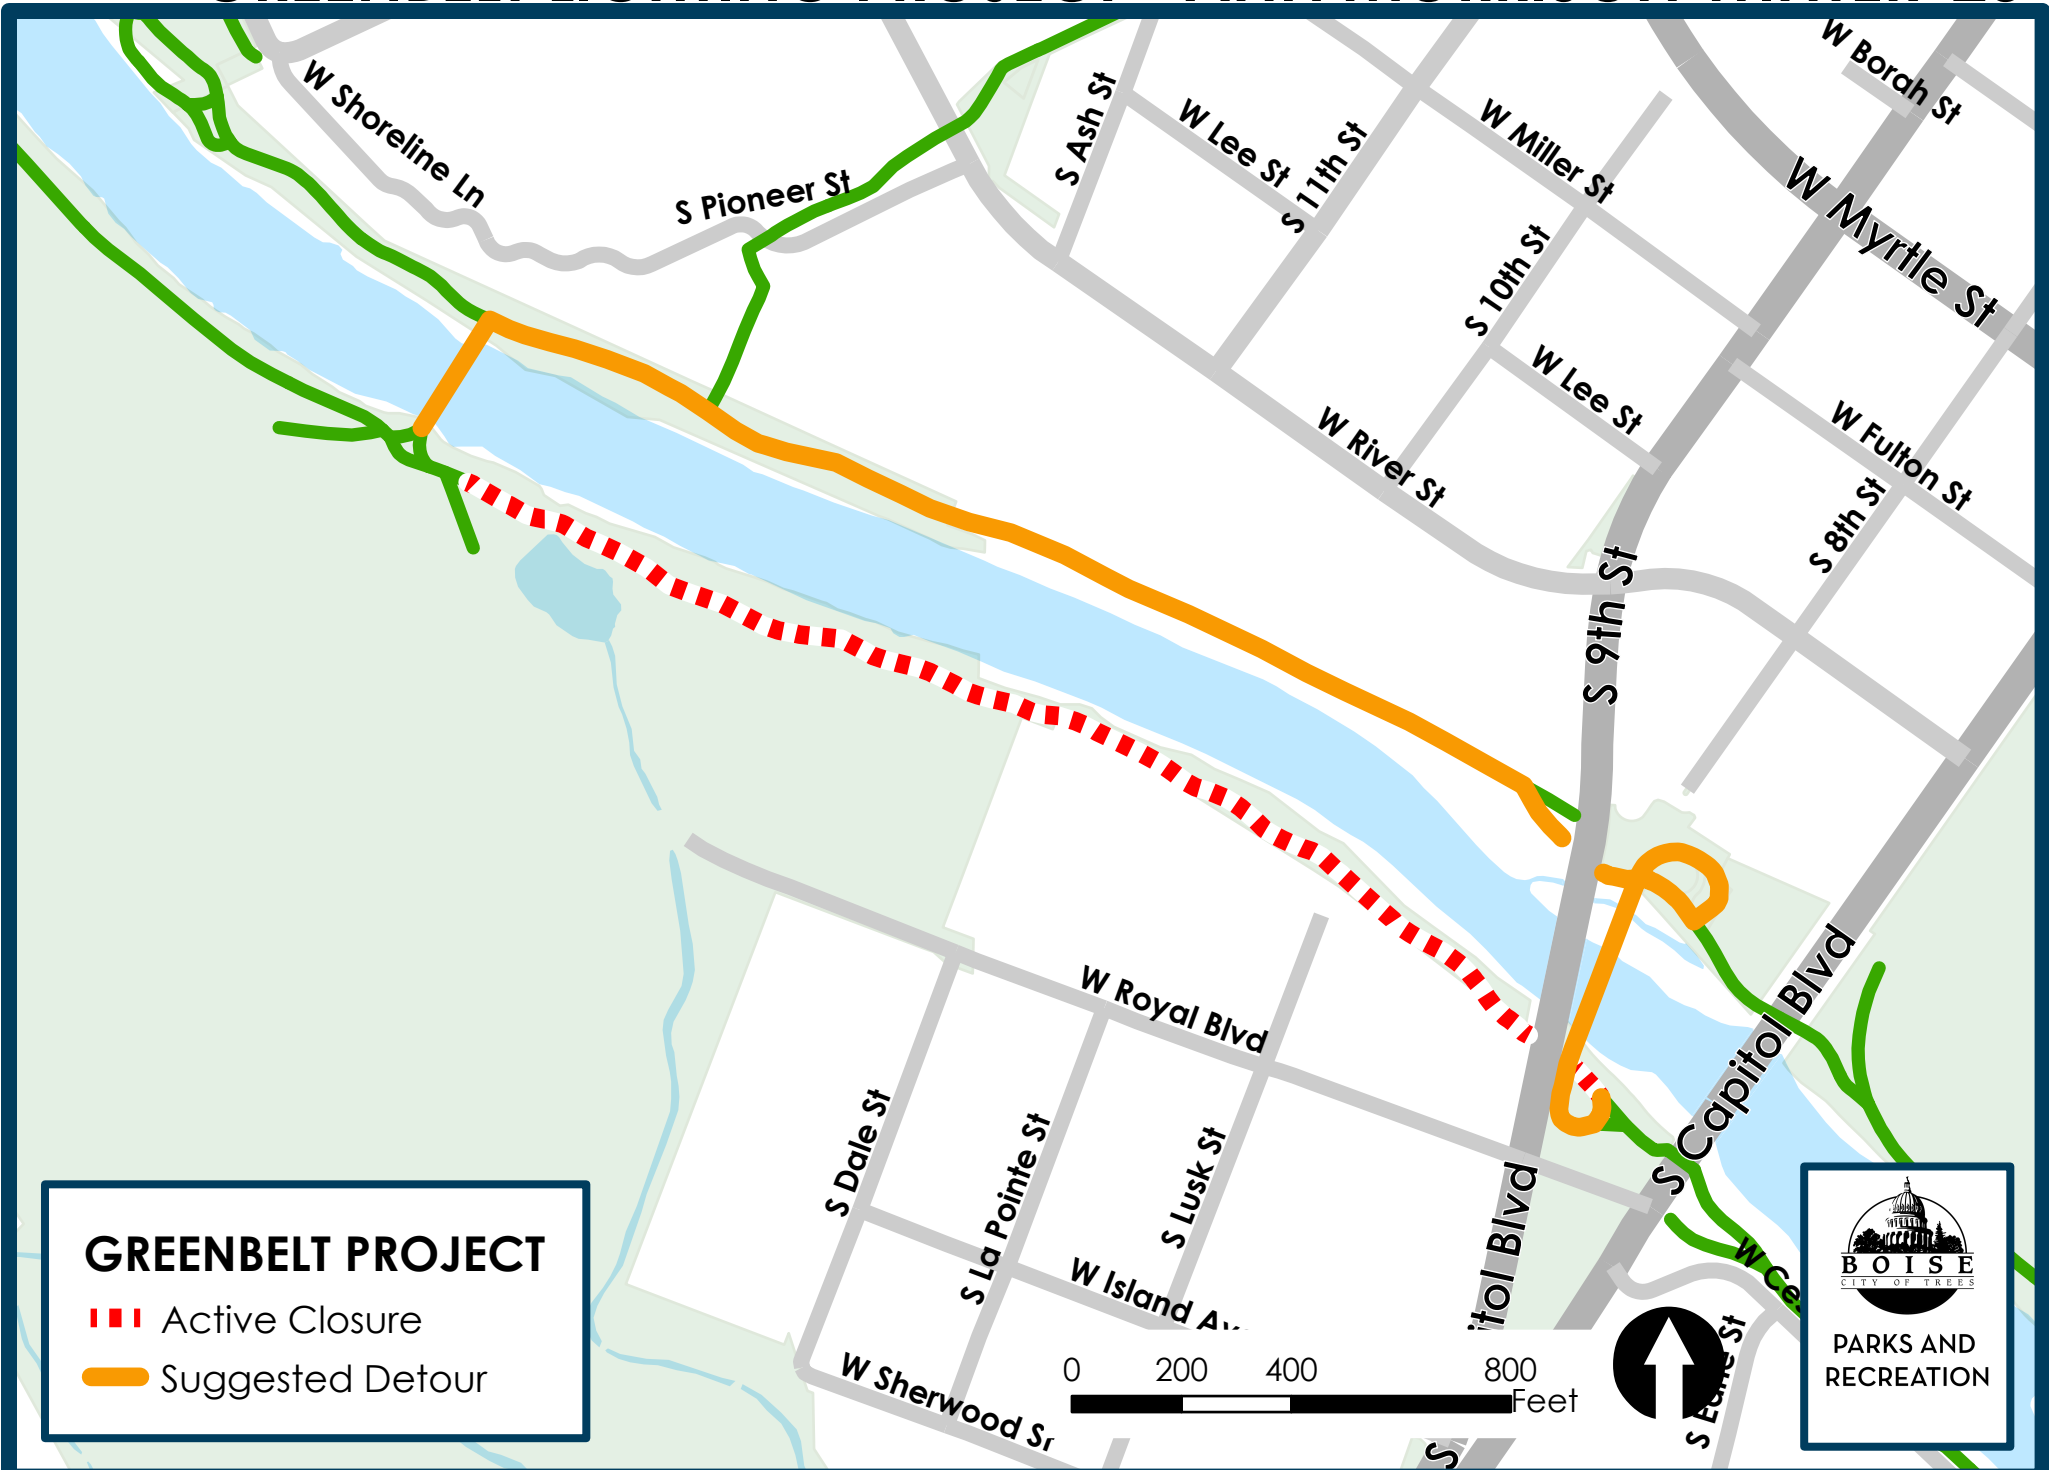 W Borah St
W Shoreline Ln
S Ash St
W Lee St
S 11th St
W Miller St
W Myrtle St
S Pioneer St
S 10th St
W Lee St
W River St
W Fulton St
S 8th St
S 9th St
S Capitol Blvd
W Royal Blvd
S Dale St
S La Pointe St
S Lusk St
W Island Av
itol Blvd
W Ces
W Sherwood S
S
GREENBELT PROJECT
Active Closure
Suggested Detour
0 200 400 800
Feet
BOISE
CITY OF TREES
PARKS AND
RECREATION